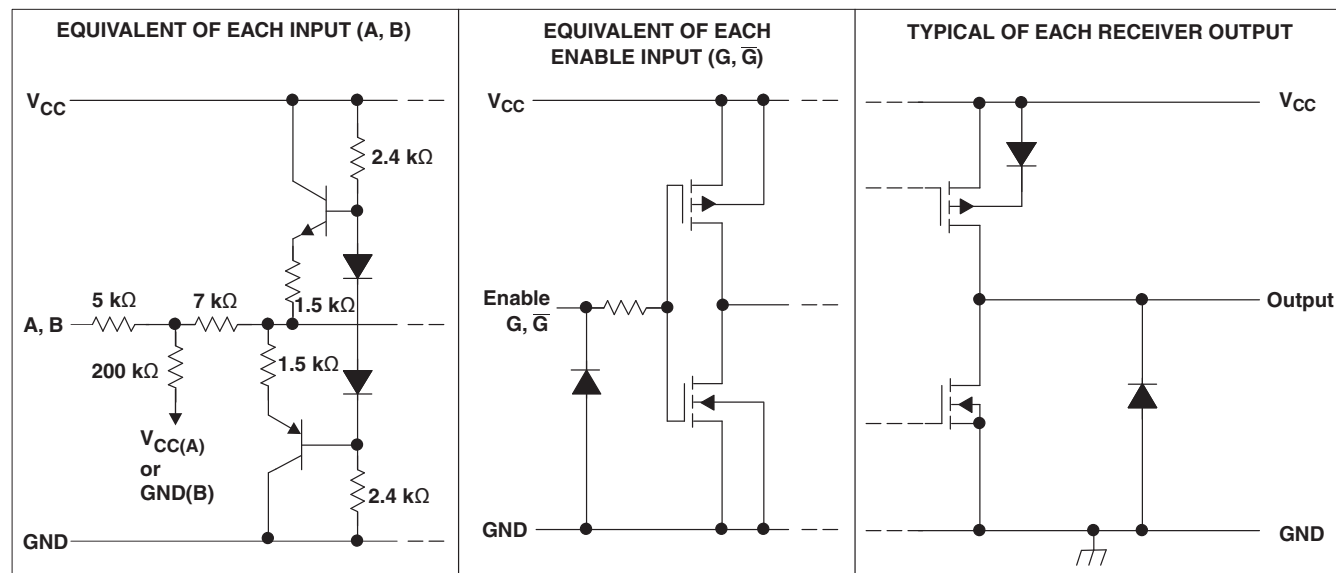 EQUIVALENT OF EACH INPUT (A, B)
VCC
2.4 kΩ
1.5 kΩ
5 kΩ
7 kΩ
A, B
200 kΩ
1.5 kΩ
VCC(A)
or
GND(B)
2.4 kΩ
GND
EQUIVALENT OF EACH
ENABLE INPUT (G, G̅)
VCC
Enable
G, G̅
GND
TYPICAL OF EACH RECEIVER OUTPUT
VCC
Output
GND